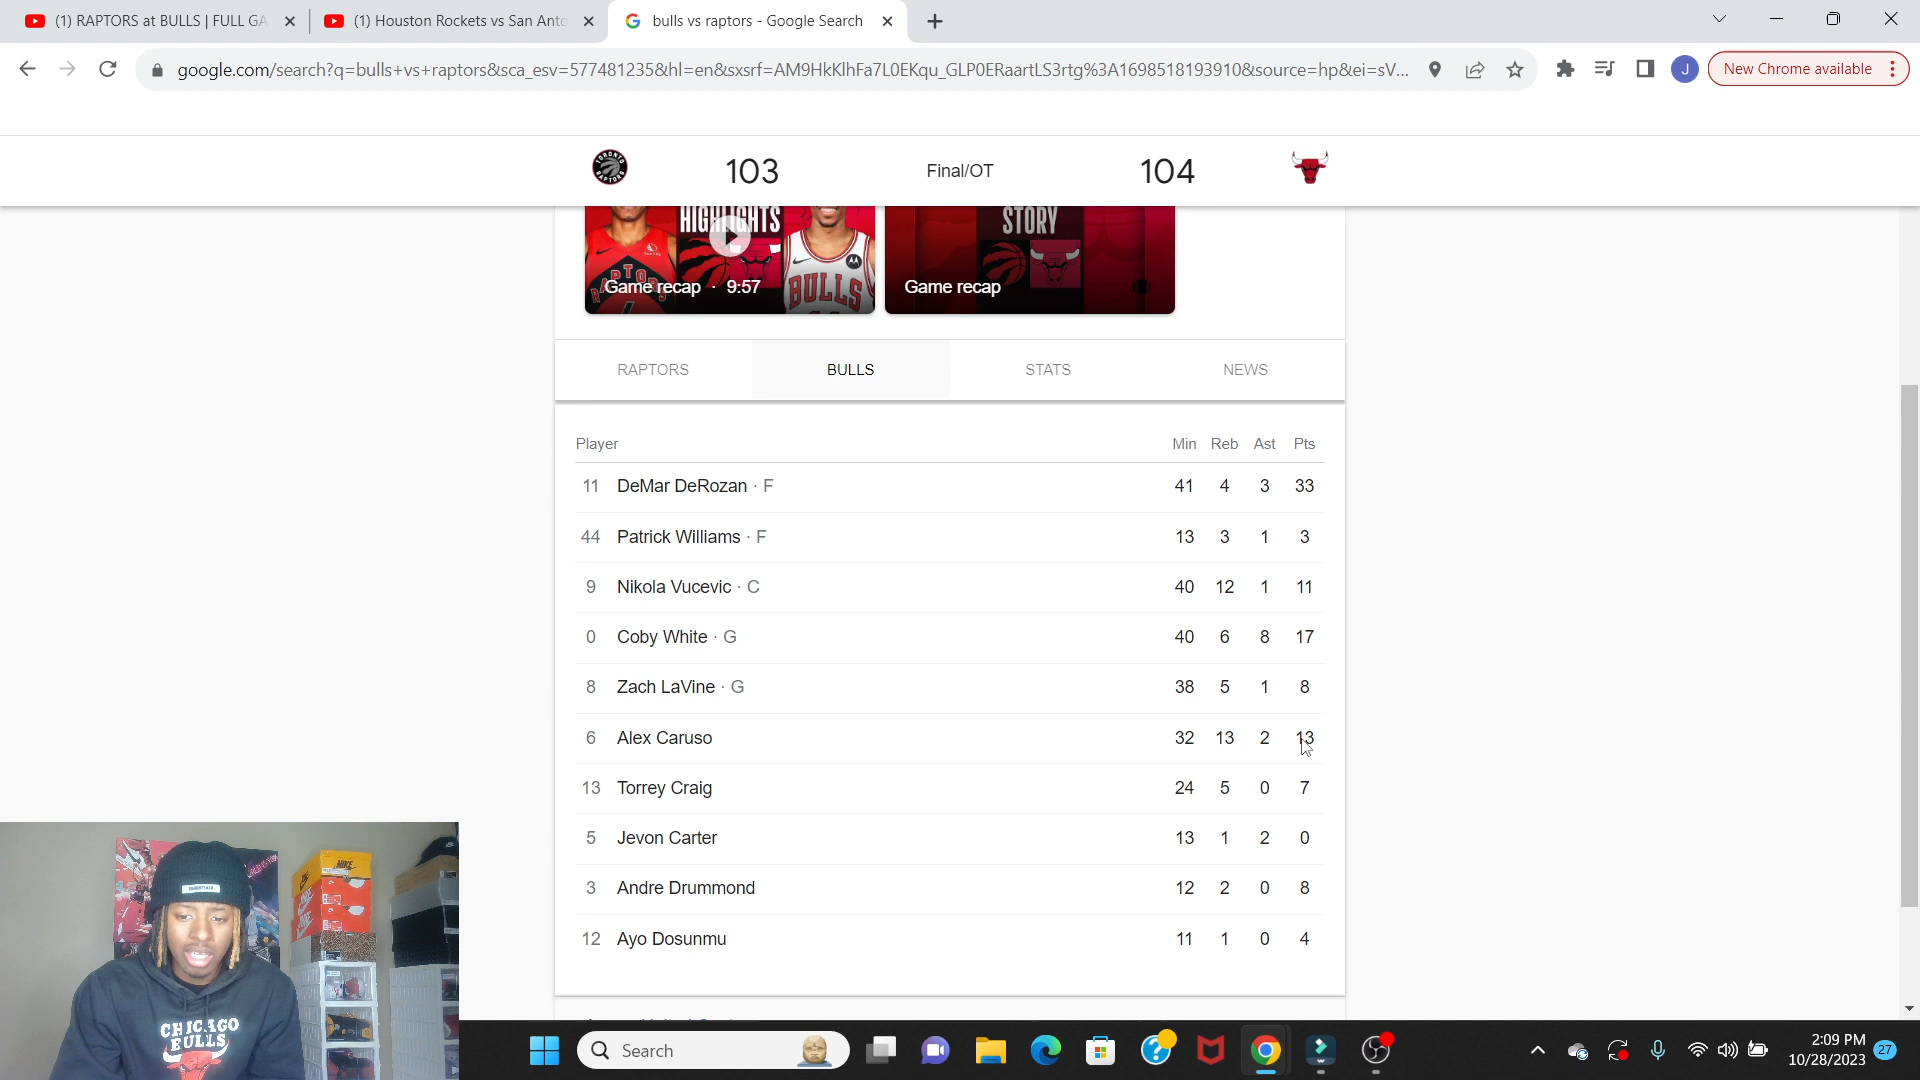 (1) RAPTORS at BULLS | FULL GA
(1) Houston Rockets vs San Anto
bulls vs raptors - Google Search
google.com/search?q=bulls+vs+raptors&sca_esv=577481235&hl=en&sxsrf=AM9HkKlhFa7L0EKqu_GLP0ERaartLS3rtg%3A1698518193910&source=hp&ei=sV...
J
New Chrome available
TORONTO
RAPTORS
103
Final/OT
104
HIGHLIGHTS
STORY
BULLS
Game recap · 9:57
Game recap
RAPTORS
BULLS
STATS
NEWS
Player Min Reb Ast Pts
11 DeMar DeRozan · F 41 4 3 33
44 Patrick Williams · F 13 3 1 3
9 Nikola Vucevic · C 40 12 1 11
0 Coby White · G 40 6 8 17
8 Zach LaVine · G 38 5 1 8
6 Alex Caruso 32 13 2 13
13 Torrey Craig 24 5 0 7
5 Jevon Carter 13 1 2 0
3 Andre Drummond 12 2 0 8
12 Ayo Dosunmu 11 1 0 4
NIKE
CHICAGO
BULLS
Search
2:09 PM
10/28/2023
27